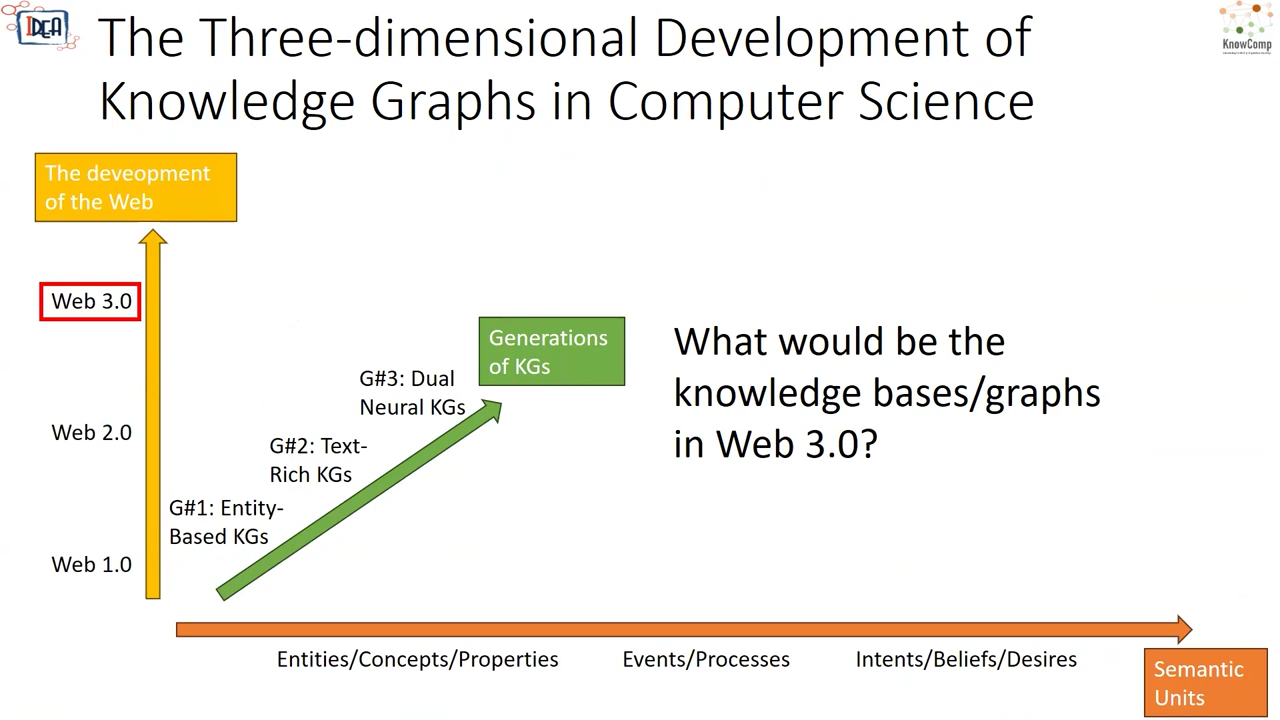 IDEA
The Three-dimensional Development of
Knowledge Graphs in Computer Science
KnowComp
The deveopment
of the Web
Web 3.0
Web 2.0
Web 1.0
Generations
of KGs
G#3: Dual
Neural KGs
G#2: Text-
Rich KGs
G#1: Entity-
Based KGs
What would be the
knowledge bases/graphs
in Web 3.0?
Entities/Concepts/Properties
Events/Processes
Intents/Beliefs/Desires
Semantic
Units